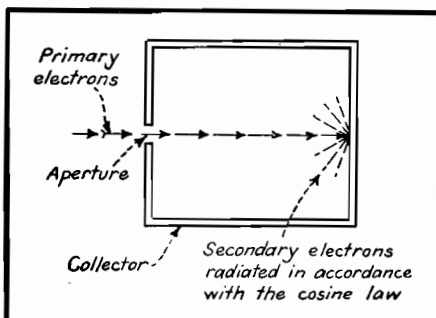 Primary
electrons
Aperture
Collector
Secondary electrons
radiated in accordance
with the cosine law